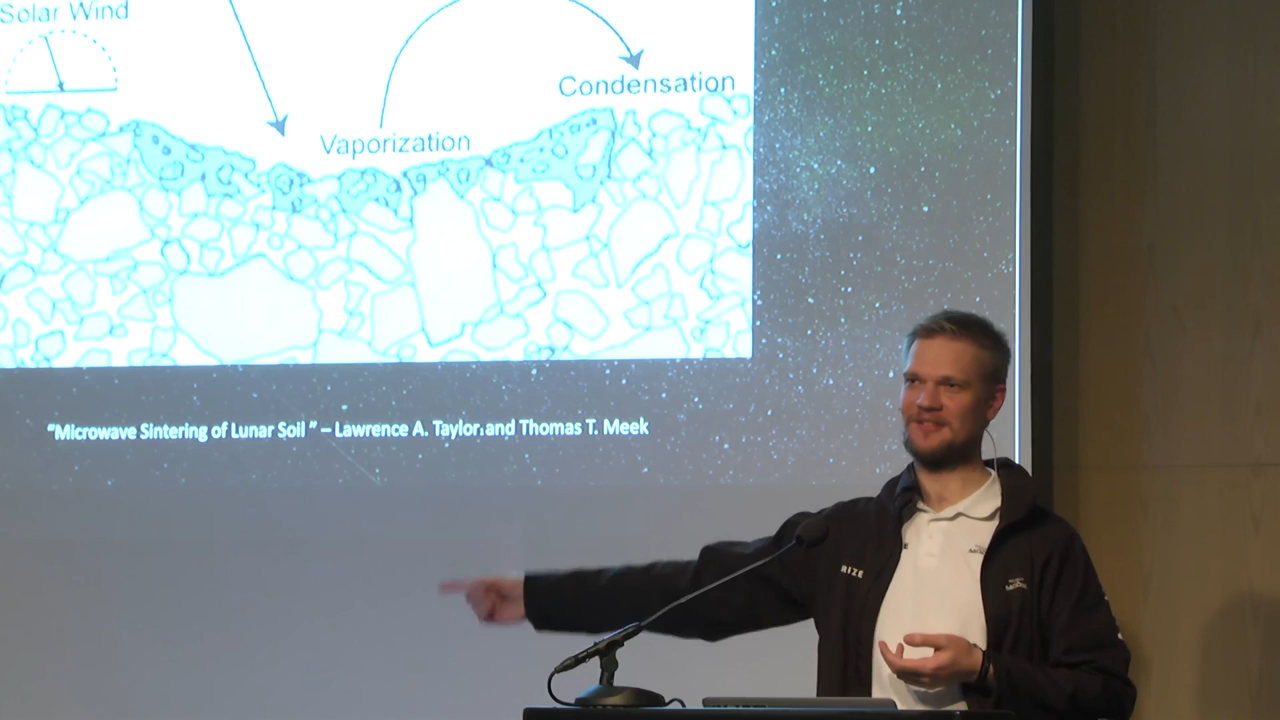 Solar Wind
Condensation
Vaporization
“Microwave Sintering of Lunar Soil ” – Lawrence A. Taylor and Thomas T. Meek
RIZE